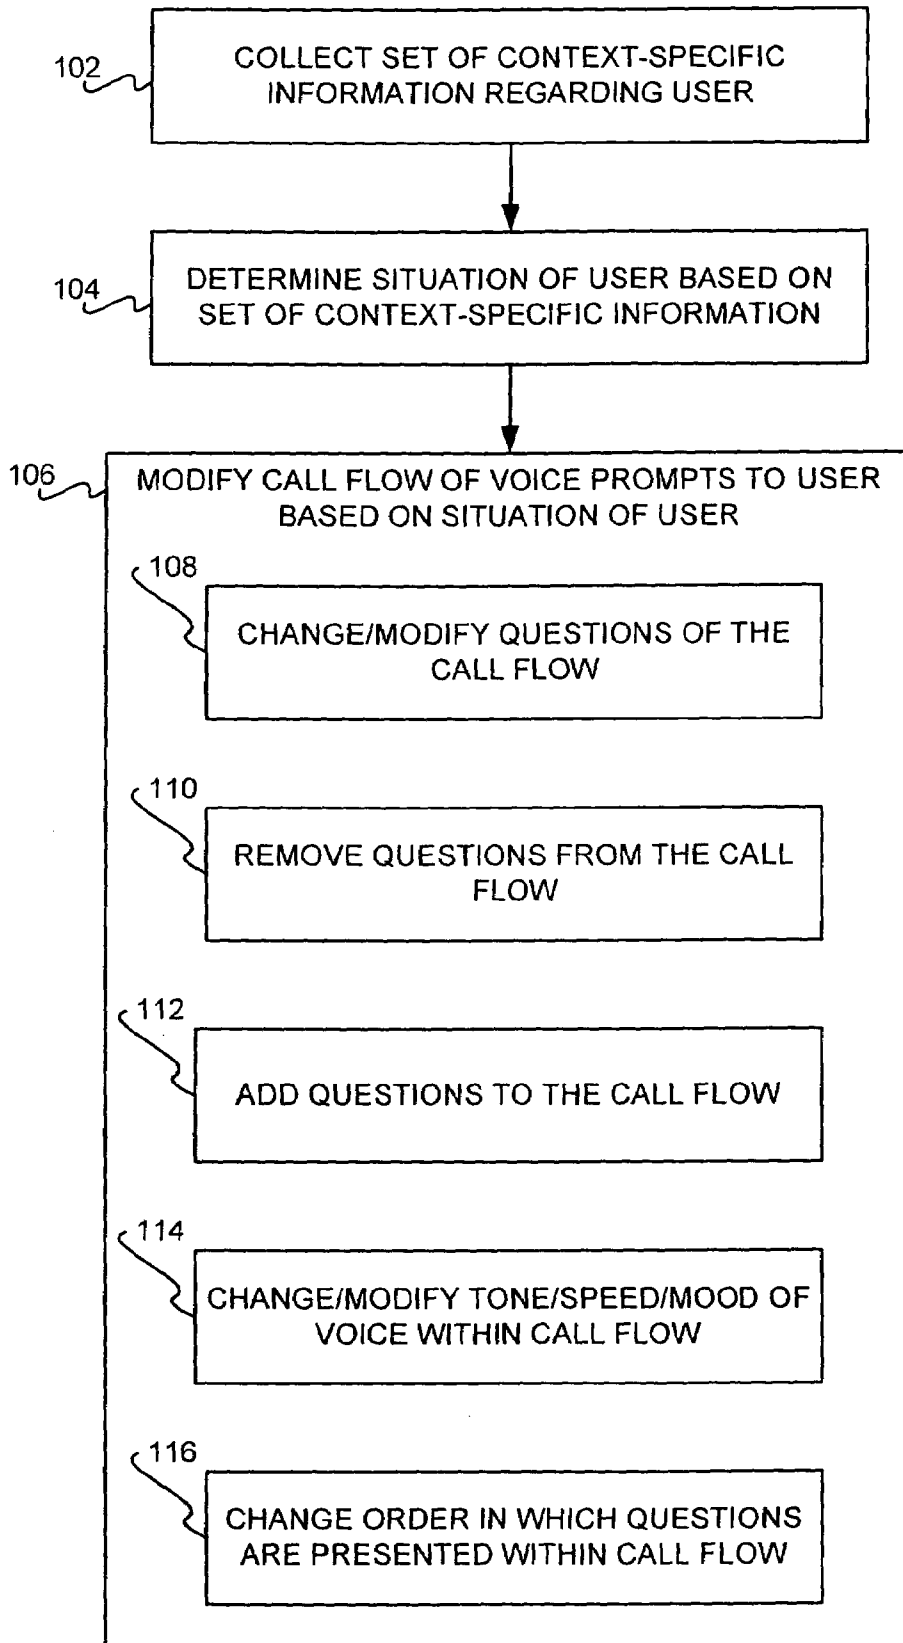 102
COLLECT SET OF CONTEXT-SPECIFIC
INFORMATION REGARDING USER
104
DETERMINE SITUATION OF USER BASED ON
SET OF CONTEXT-SPECIFIC INFORMATION
106
MODIFY CALL FLOW OF VOICE PROMPTS TO USER
BASED ON SITUATION OF USER
108
CHANGE/MODIFY QUESTIONS OF THE
CALL FLOW
110
REMOVE QUESTIONS FROM THE CALL
FLOW
112
ADD QUESTIONS TO THE CALL FLOW
114
CHANGE/MODIFY TONE/SPEED/MOOD OF
VOICE WITHIN CALL FLOW
116
CHANGE ORDER IN WHICH QUESTIONS
ARE PRESENTED WITHIN CALL FLOW